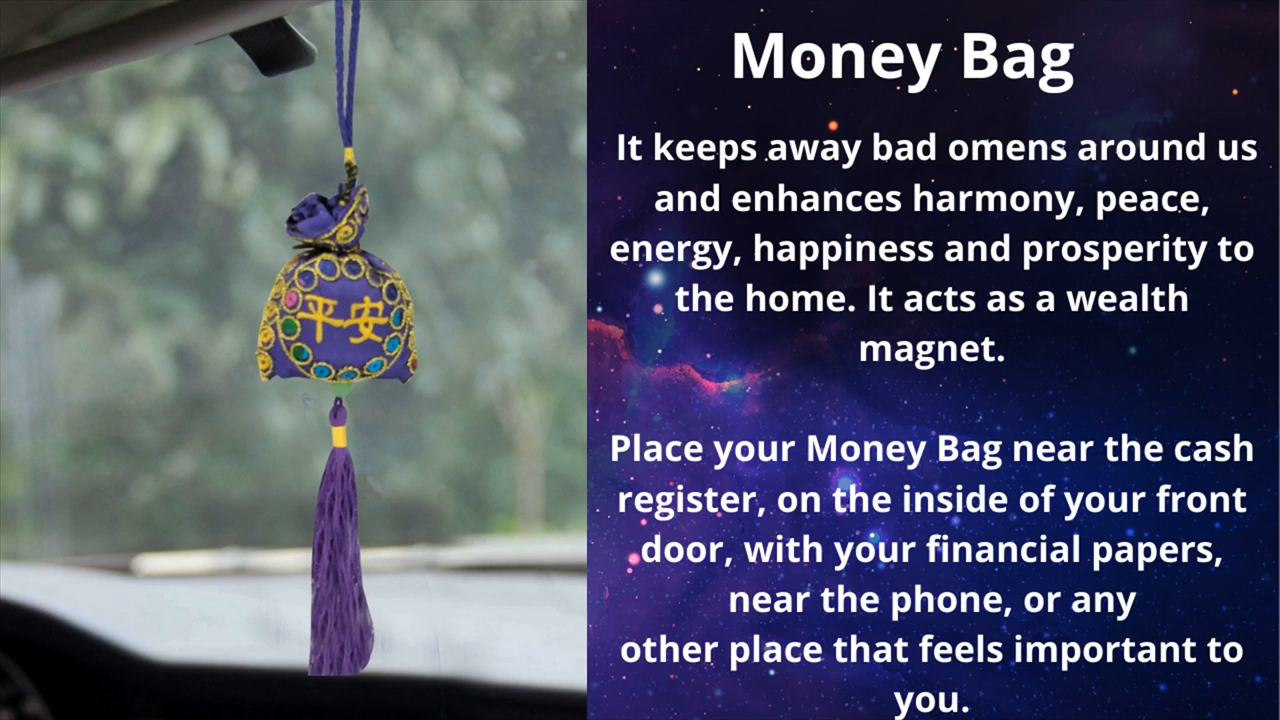 平安
Money Bag
It keeps away bad omens around us
and enhances harmony, peace,
energy, happiness and prosperity to
the home. It acts as a wealth
magnet.
Place your Money Bag near the cash
register, on the inside of your front
door, with your financial papers,
near the phone, or any
other place that feels important to
you.